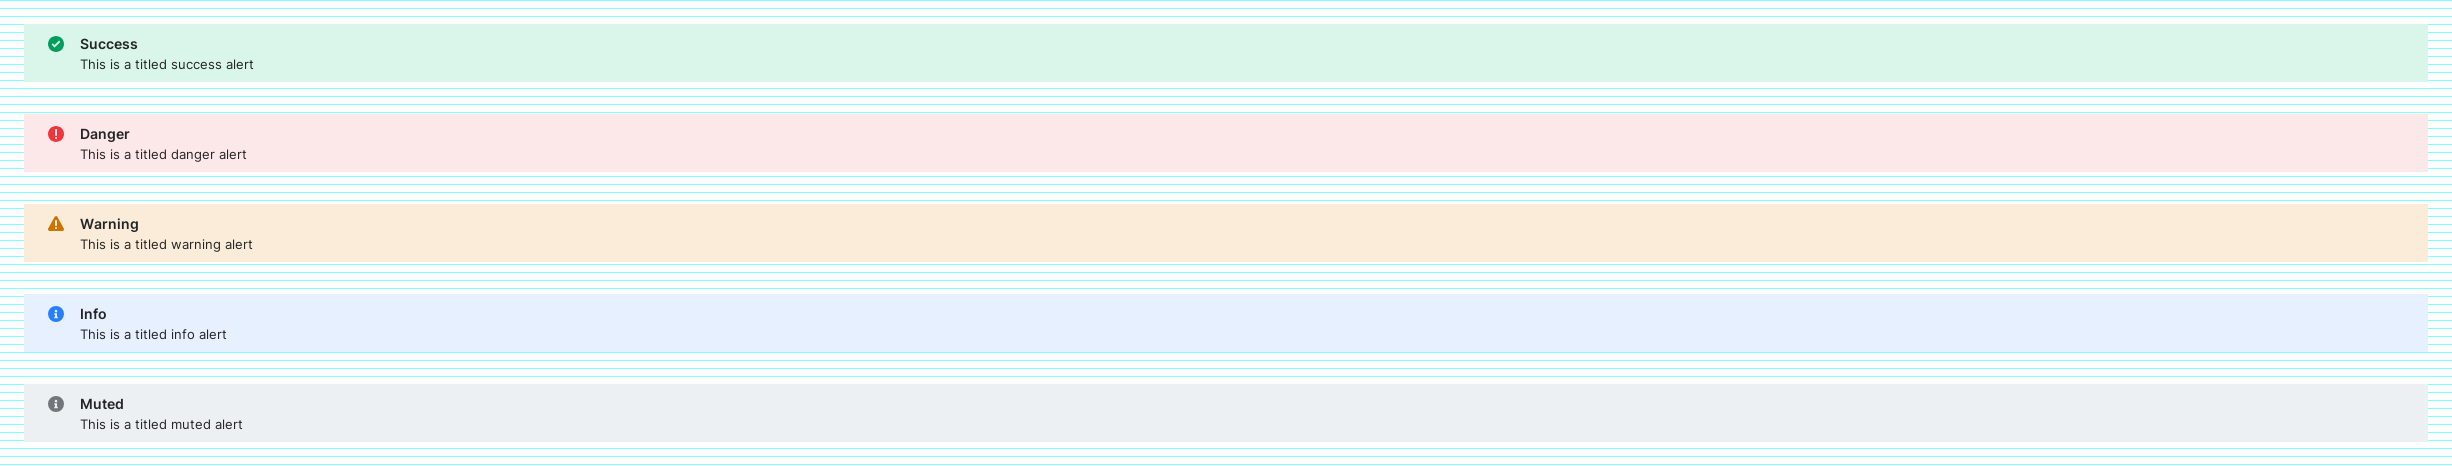 Success
This is a titled success alert
Danger
This is a titled danger alert
Warning
This is a titled warning alert
Info
This is a titled info alert
Muted
This is a titled muted alert